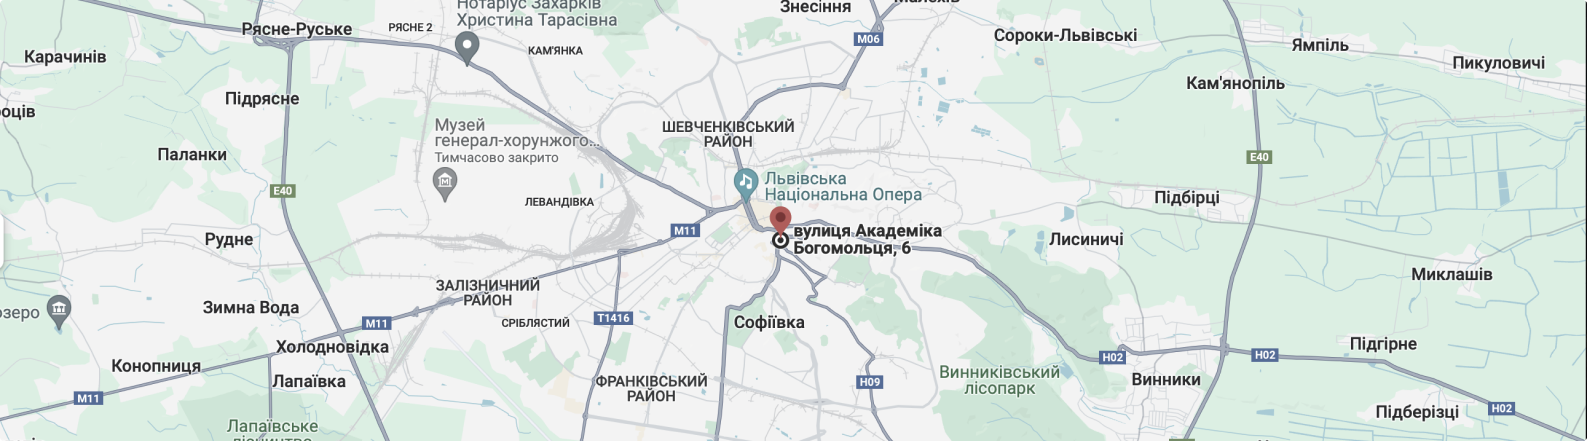 Нотаріус Захарків
Христина Тарасівна
Знесіння
Рясне-Руське
РЯСНЕ 2
КАМ'ЯНКА
M06
Сороки-Львівські
Ямпіль
Пикуловичі
Карачинів
Кам'янопіль
Підрясне
Музей
генерал-хорунжого...
Тимчасово закрито
ШЕВЧЕНКІВСЬКИЙ
РАЙОН
Паланки
E40
E40
Львівська
Національна Опера
Підбірці
ЛЕВАНДІВКА
M11
вулиця Академіка
Богомольця, 6
Рудне
Лисиничі
Миклашів
ЗАЛІЗНИЧНИЙ
РАЙОН
Зимна Вода
M11
СРІБЛЯСТИЙ
T1416
Софіївка
Холодновідка
Конопниця
Лапаївка
H02
H02
Підгірне
Винниківський
лісопарк
Винники
ФРАНКІВСЬКИЙ
РАЙОН
H09
M11
H02
Підберізці
Лапаївське